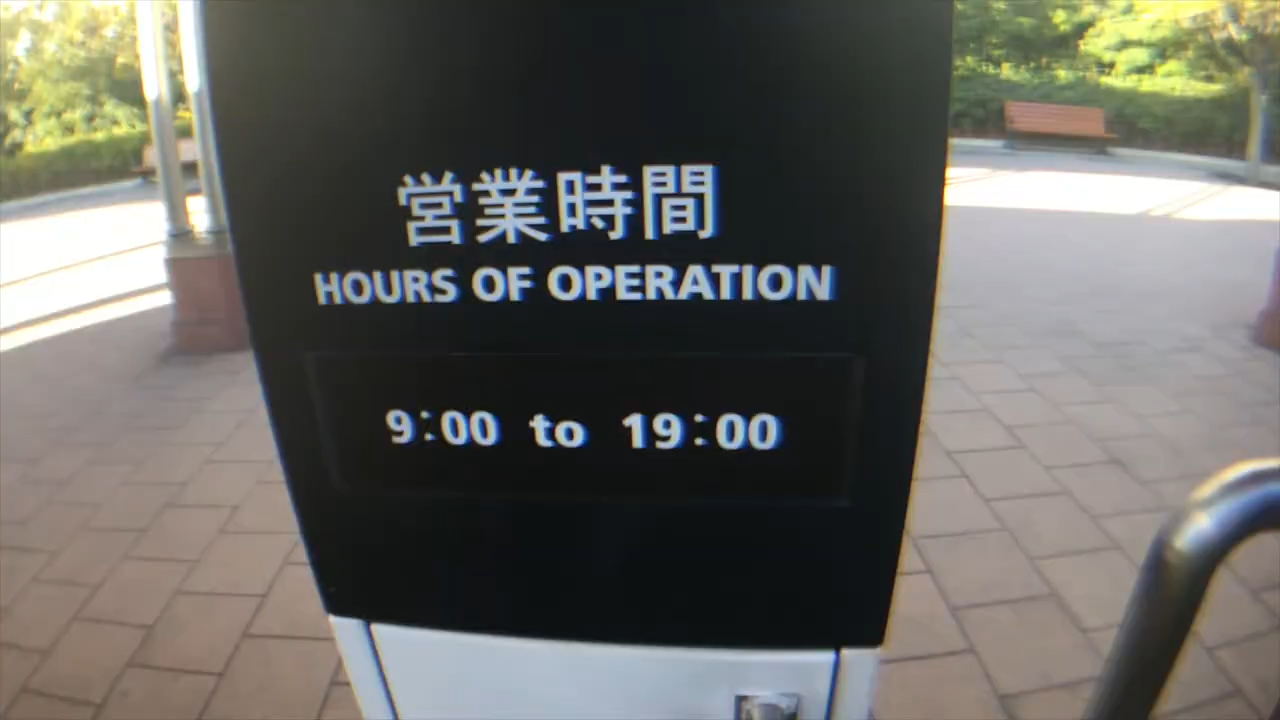 営業時間
HOURS OF OPERATION
9:00 to 19:00